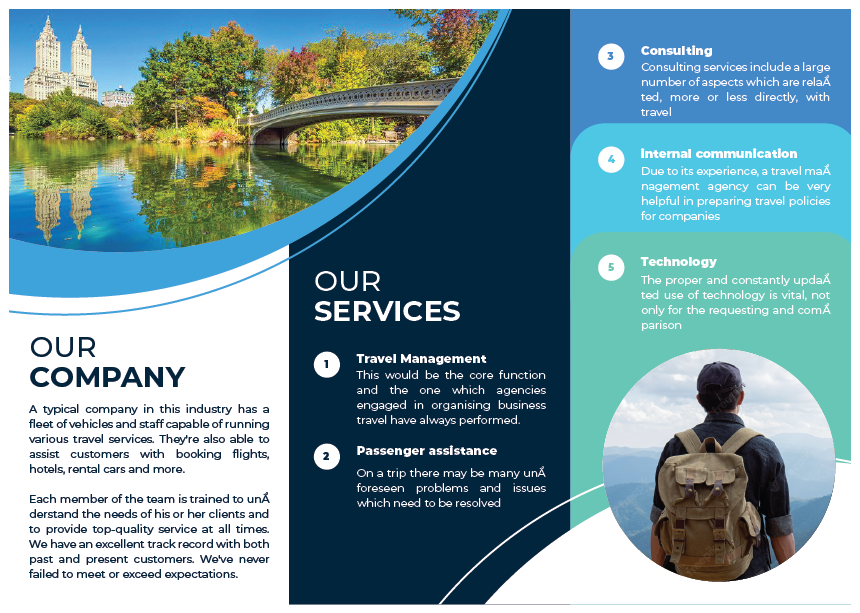 OUR
COMPANY
A typical company in this industry has a
fleet of vehicles and staff capable of running
various travel services. They're also able to
assist customers with booking flights,
hotels, rental cars and more.
Each member of the team is trained to unÂ
derstand the needs of his or her clients and
to provide top-quality service at all times.
We have an excellent track record with both
past and present customers. We've never
failed to meet or exceed expectations.
OUR
SERVICES
1
Travel Management
This would be the core function
and the one which agencies
engaged in organising business
travel have always performed.
2
Passenger assistance
On a trip there may be many unÂ
foreseen problems and issues
which need to be resolved
3
Consulting
Consulting services include a large
number of aspects which are relaÂ
ted, more or less directly, with
travel
4
Internal communication
Due to its experience, a travel maÂ
nagement agency can be very
helpful in preparing travel policies
for companies
5
Technology
The proper and constantly updaÂ
ted use of technology is vital, not
only for the requesting and comÂ
parison